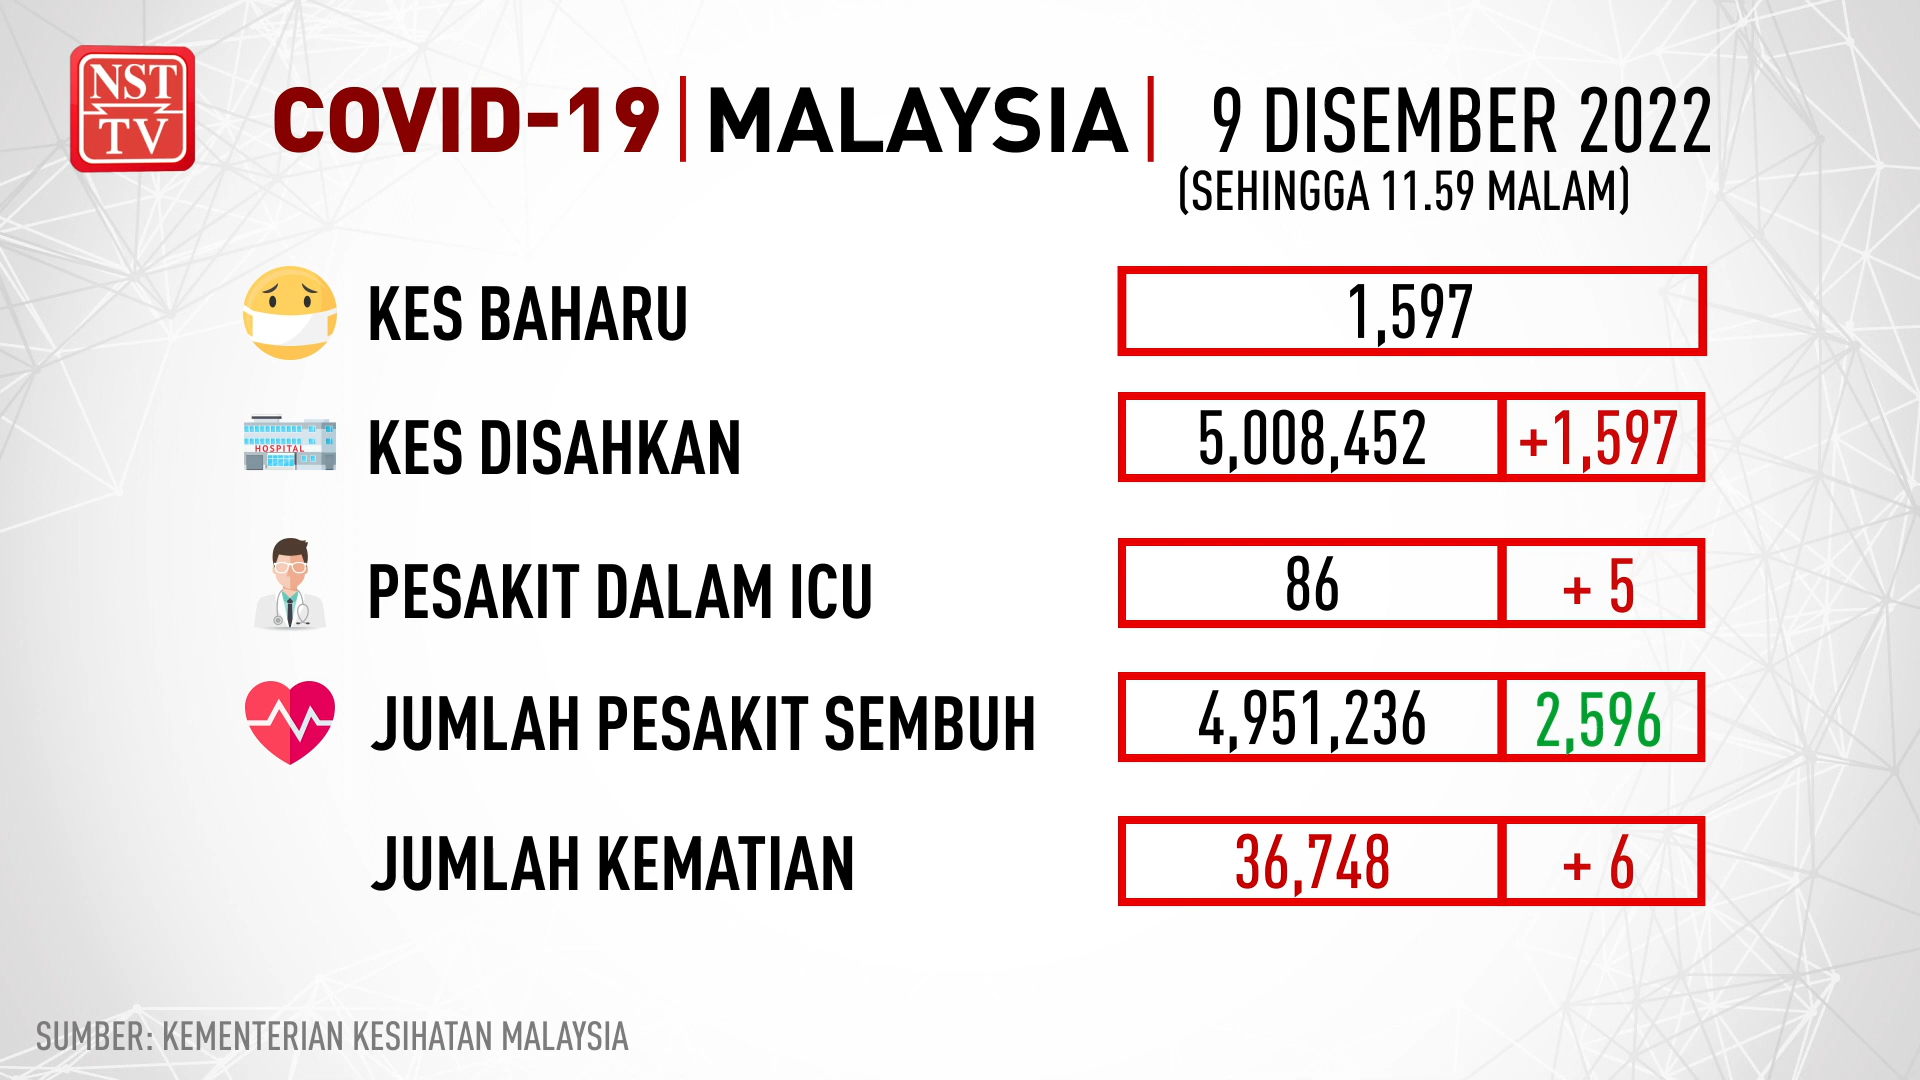 NST
TV
COVID-19 | MALAYSIA | 9 DISEMBER 2022
(SEHINGGA 11.59 MALAM)
KES BAHARU 1,597
HOSPITAL
KES DISAHKAN 5,008,452 +1,597
PESAKIT DALAM ICU 86 + 5
JUMLAH PESAKIT SEMBUH 4,951,236 2,596
JUMLAH KEMATIAN 36,748 + 6
SUMBER: KEMENTERIAN KESIHATAN MALAYSIA